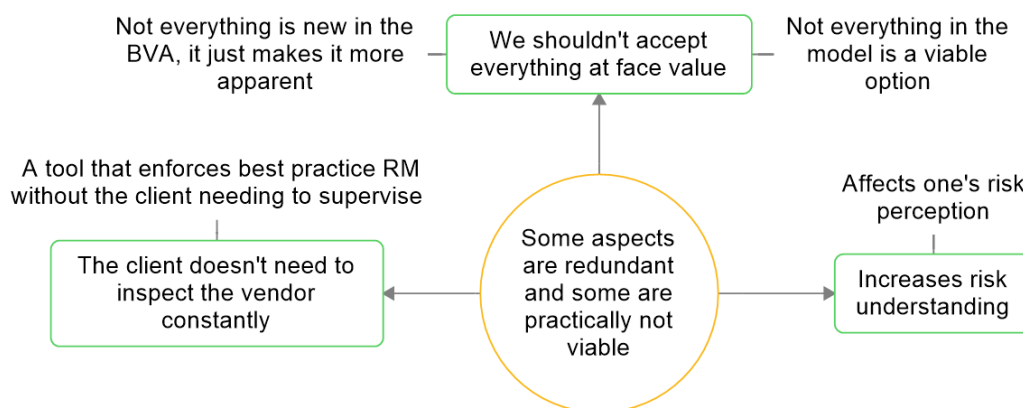 Not everything is new in the
BVA, it just makes it more
apparent
We shouldn't accept
everything at face value
Not everything in the
model is a viable
option
A tool that enforces best practice RM
without the client needing to supervise
The client doesn't need to
inspect the vendor
constantly
Some aspects
are redundant
and some are
practically not
viable
Affects one's risk
perception
Increases risk
understanding